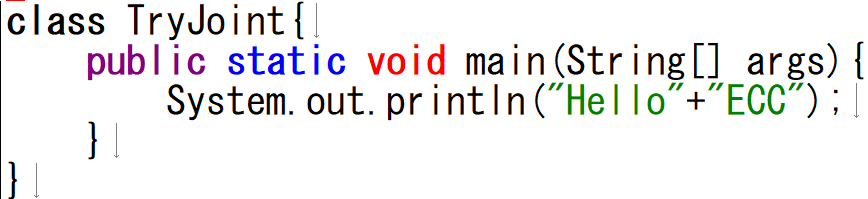 class TryJoint{
    public static void main(String[] args){
        System.out.println("Hello"+"ECC");
    }
}